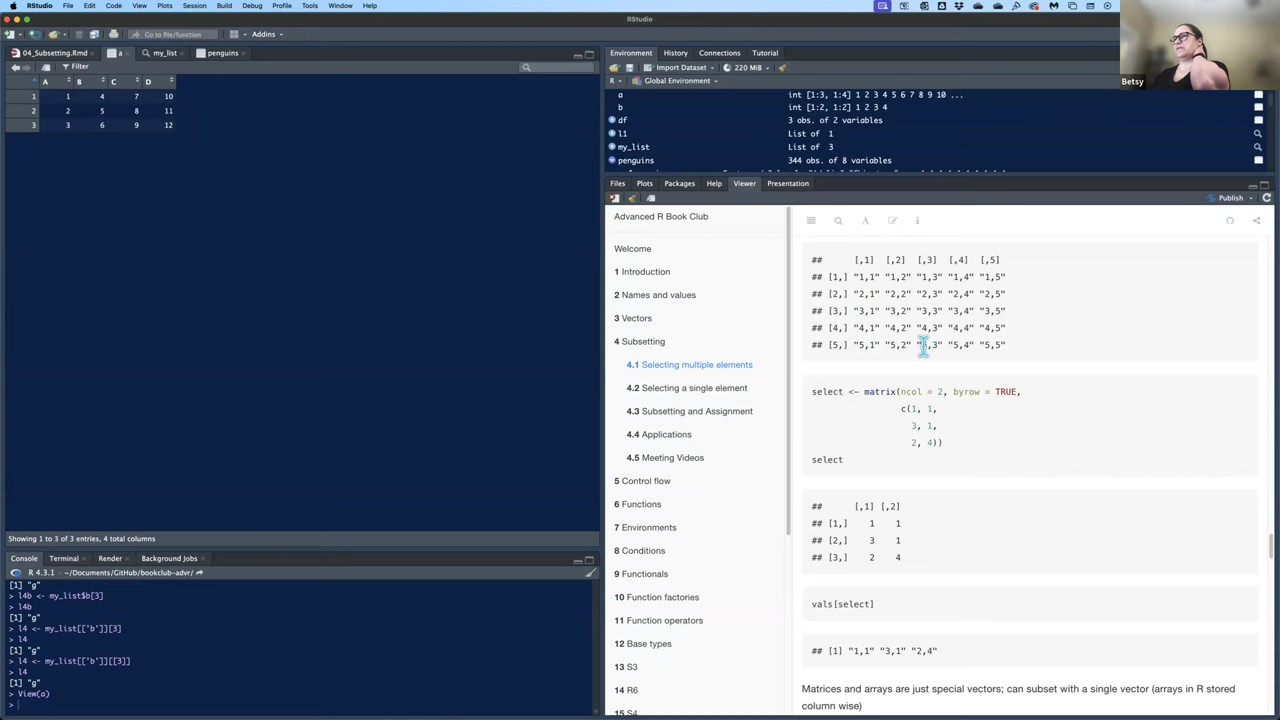 RStudio File Edit Code View Plots Session Build Debug Profile Tools Window Help
RStudio
Go to file/function Addins
04_Subsetting.Rmd a my_list penguins
Filter
A B C D
1 1 4 7 10
2 2 5 8 11
3 3 6 9 12
Showing 1 to 3 of 3 entries, 4 total columns
Console Terminal Render Background Jobs
R 4.3.1 · ~/Documents/GitHub/bookclub-advr/
[1] "g"
> l4b <- my_list$b[3]
> l4b
[1] "g"
> l4 <- my_list[['b']][3]
> l4
[1] "g"
> l4 <- my_list[['b']][[3]]
> l4
[1] "g"
> View(a)
>
Environment History Connections Tutorial
Import Dataset 220 MiB
R Global Environment
a int [1:3, 1:4] 1 2 3 4 5 6 7 8 9 10 ...
b int [1:2, 1:2] 1 2 3 4
df 3 obs. of 2 variables
l1 List of 1
my_list List of 3
penguins 344 obs. of 8 variables
Betsy
Files Plots Packages Help Viewer Presentation
Publish
Advanced R Book Club
Welcome
1 Introduction
2 Names and values
3 Vectors
4 Subsetting
4.1 Selecting multiple elements
4.2 Selecting a single element
4.3 Subsetting and Assignment
4.4 Applications
4.5 Meeting Videos
5 Control flow
6 Functions
7 Environments
8 Conditions
9 Functionals
10 Function factories
11 Function operators
12 Base types
13 S3
14 R6
15 S4
## [,1] [,2] [,3] [,4] [,5]
## [1,] "1,1" "1,2" "1,3" "1,4" "1,5"
## [2,] "2,1" "2,2" "2,3" "2,4" "2,5"
## [3,] "3,1" "3,2" "3,3" "3,4" "3,5"
## [4,] "4,1" "4,2" "4,3" "4,4" "4,5"
## [5,] "5,1" "5,2" "5,3" "5,4" "5,5"
select <- matrix(ncol = 2, byrow = TRUE,
c(1, 1,
3, 1,
2, 4))
select
## [,1] [,2]
## [1,] 1 1
## [2,] 3 1
## [3,] 2 4
vals[select]
## [1] "1,1" "3,1" "2,4"
Matrices and arrays are just special vectors; can subset with a single vector (arrays in R stored
column wise)